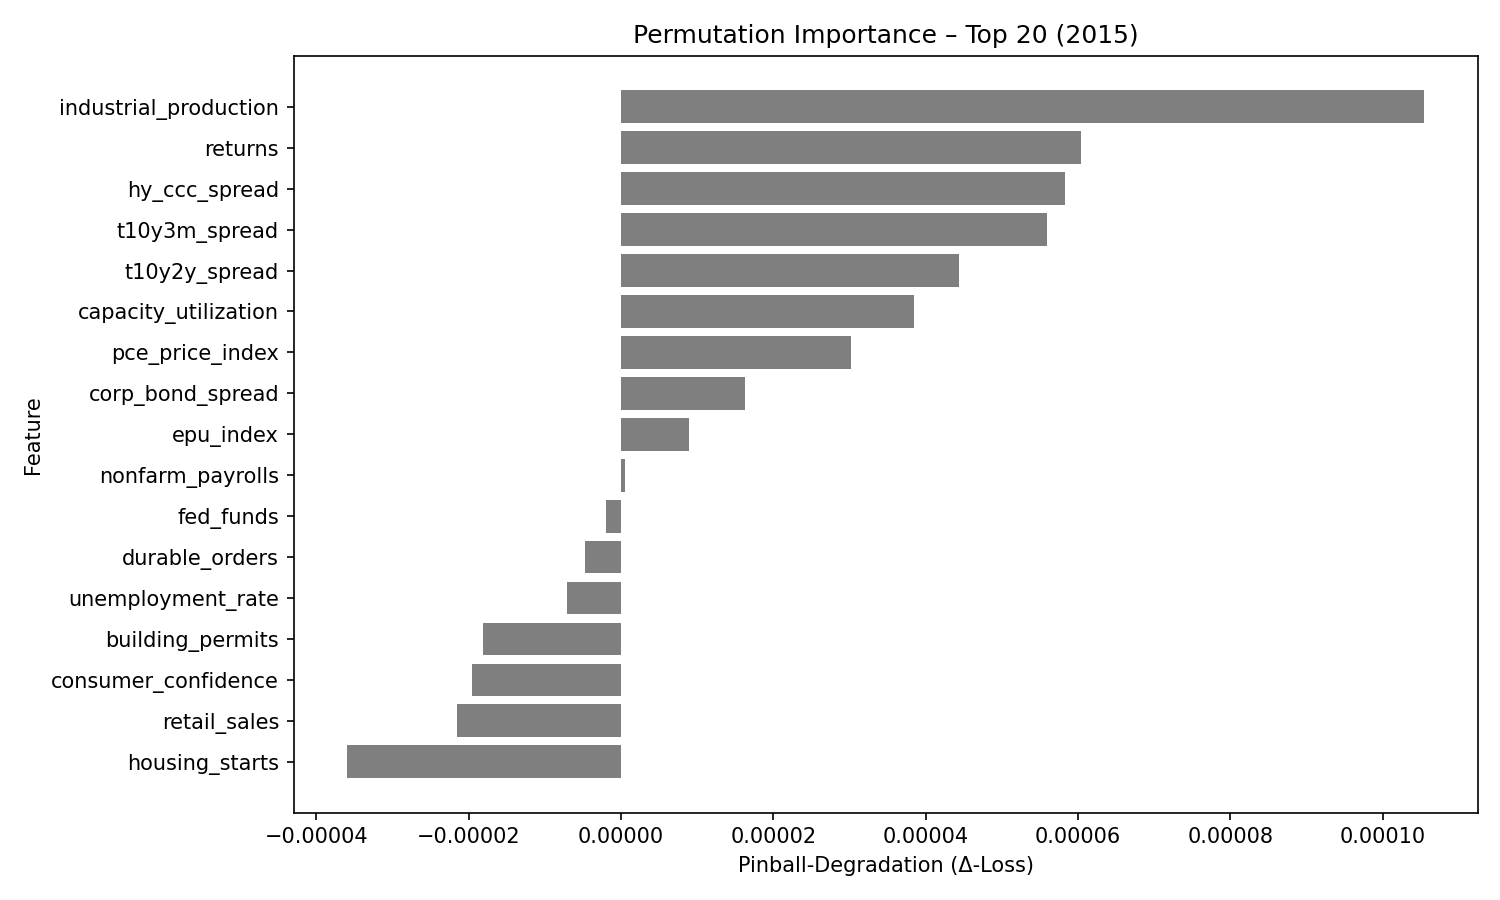 Permutation Importance – Top 20 (2015)
industrial_production
returns
hy_ccc_spread
t10y3m_spread
t10y2y_spread
capacity_utilization
pce_price_index
corp_bond_spread
epu_index
nonfarm_payrolls
fed_funds
durable_orders
unemployment_rate
building_permits
consumer_confidence
retail_sales
housing_starts
Feature
−0.00004 −0.00002 0.00000 0.00002 0.00004 0.00006 0.00008 0.00010
Pinball-Degradation (Δ-Loss)